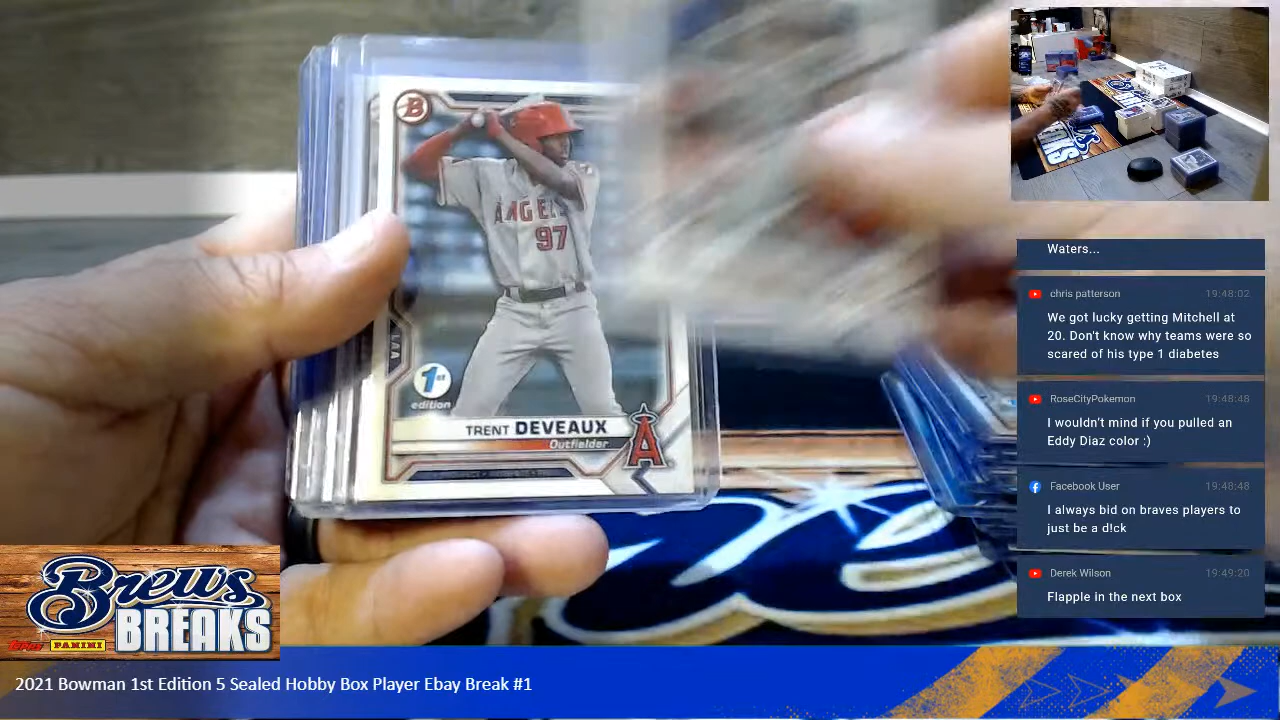 B
ANGELS
97
LAA
1st
edition
TRENT DEVEAUX
Outfielder
A
Waters...
chris patterson 19:48:02
We got lucky getting Mitchell at
20. Don't know why teams were so
scared of his type 1 diabetes
RoseCityPokemon 19:48:48
I wouldn't mind if you pulled an
Eddy Diaz color :)
Facebook User 19:48:48
I always bid on braves players to
just be a d!ck
Derek Wilson 19:49:20
Flapple in the next box
Brews
BREAKS
Topps PANINI
2021 Bowman 1st Edition 5 Sealed Hobby Box Player Ebay Break #1